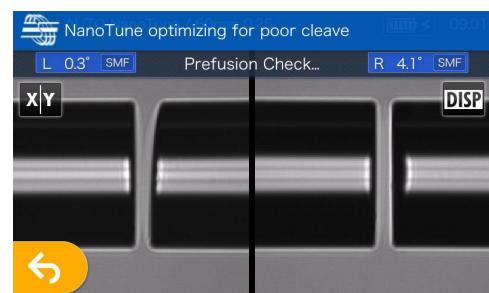 NanoTune optimizing for poor cleave
L 0.3° SMF Prefusion Check... R 4.1° SMF
X|Y DISP